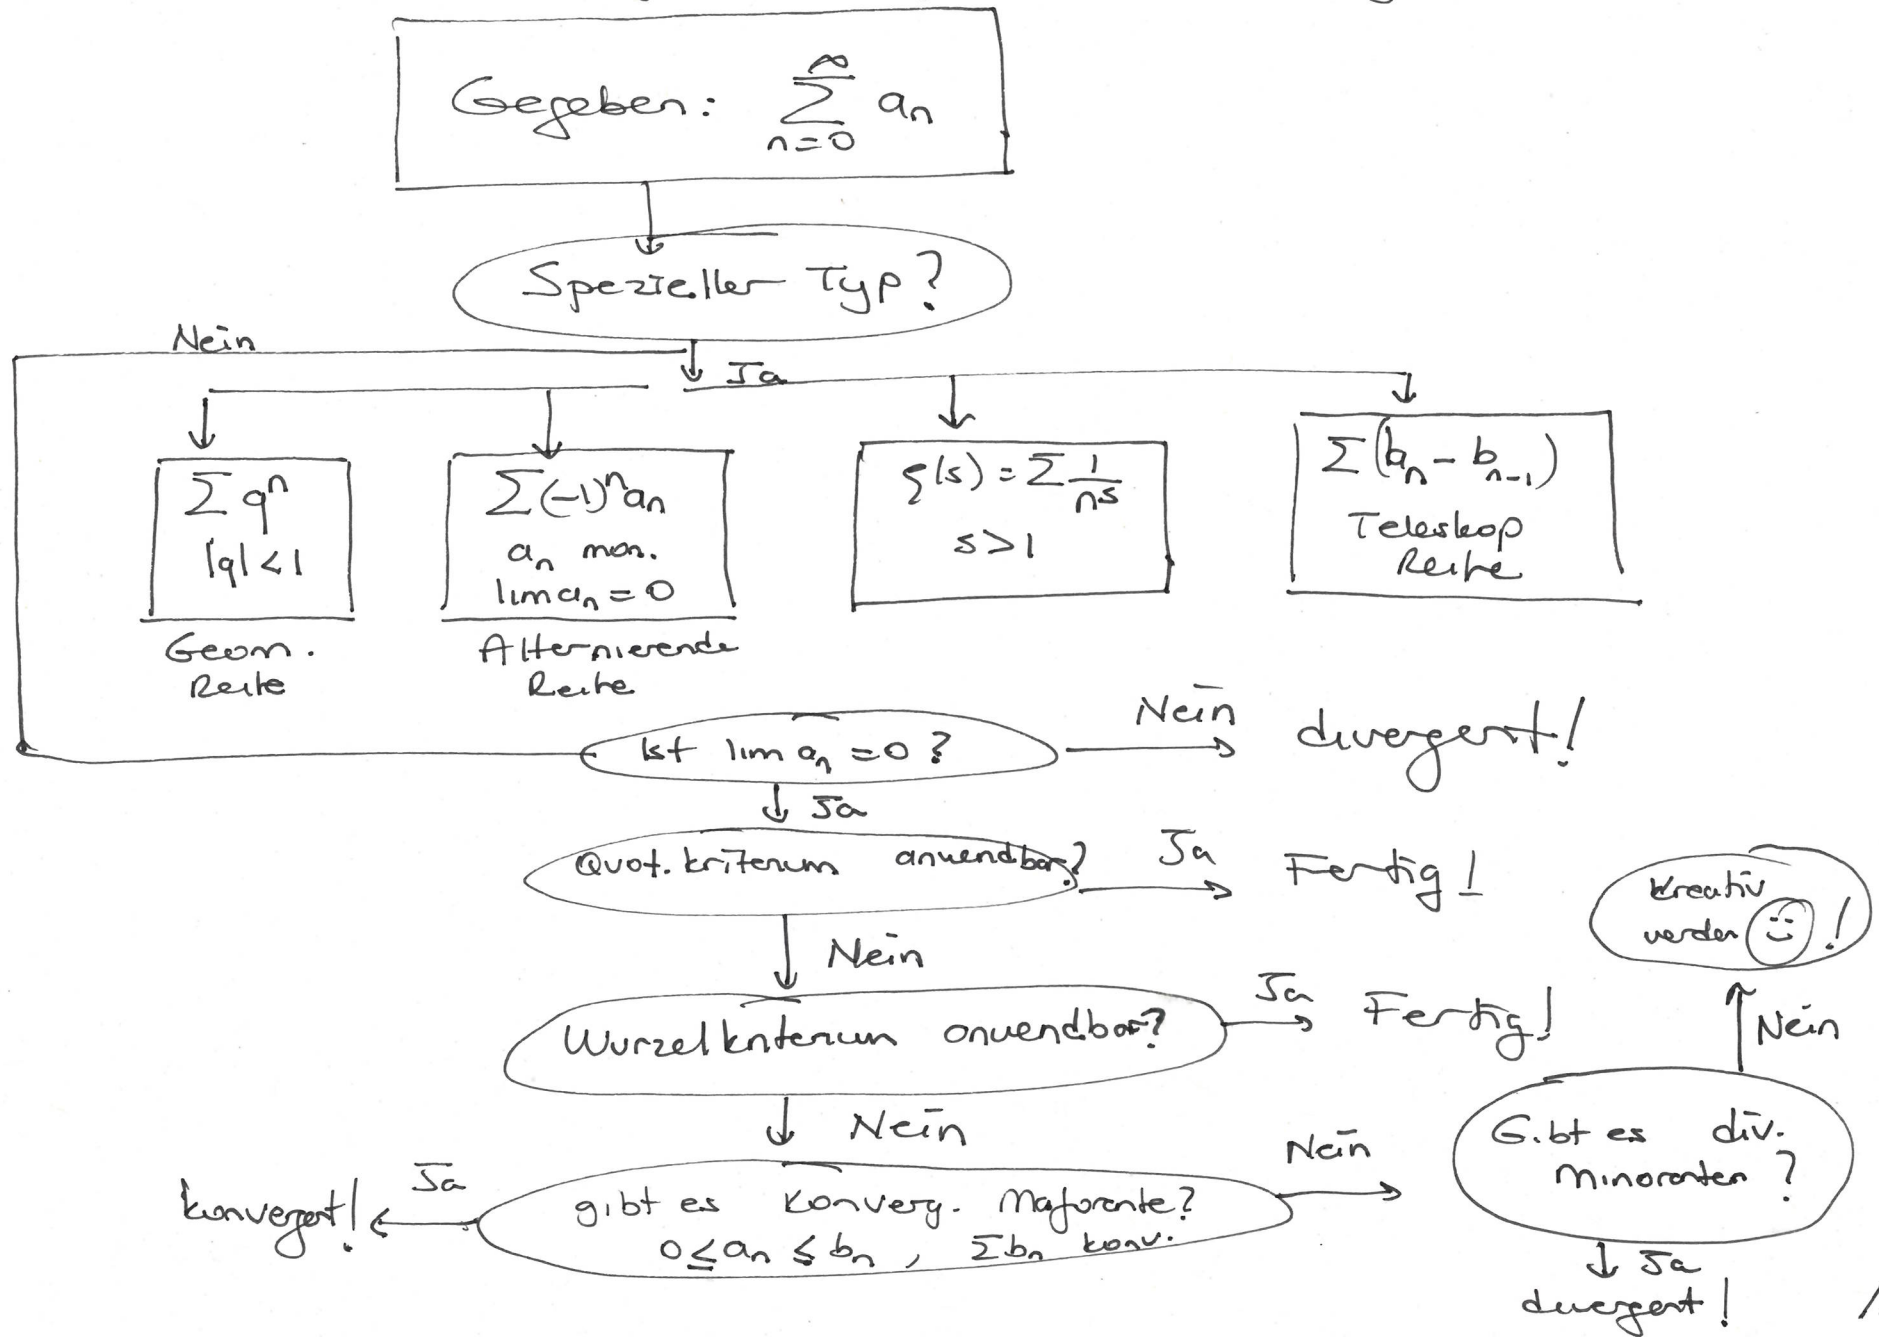 Gegeben: ∑_{n=0}^{∞} a_n
Spezieller Typ?
Nein
Ja
∑ q^n
|q| < 1
Geom.
Reihe
∑(-1)^n a_n
a_n mon.
lim a_n = 0
Alternierende
Reihe
ζ(s) = ∑ 1/n^s
s > 1
∑(b_n - b_{n-1})
Teleskop
Reihe
Ist lim a_n = 0 ?
Nein
divergent!
Ja
Quot.kriterium anwendbar?
Ja
Fertig!
Nein
Wurzelkriterium anwendbar?
Ja
Fertig!
Nein
gibt es konverg. Majorante?
0 ≤ a_n ≤ b_n , ∑b_n konv.
Ja
konvergent!
Nein
Gibt es div.
Minoranten ?
Nein
kreativ
werden !
Ja
divergent!